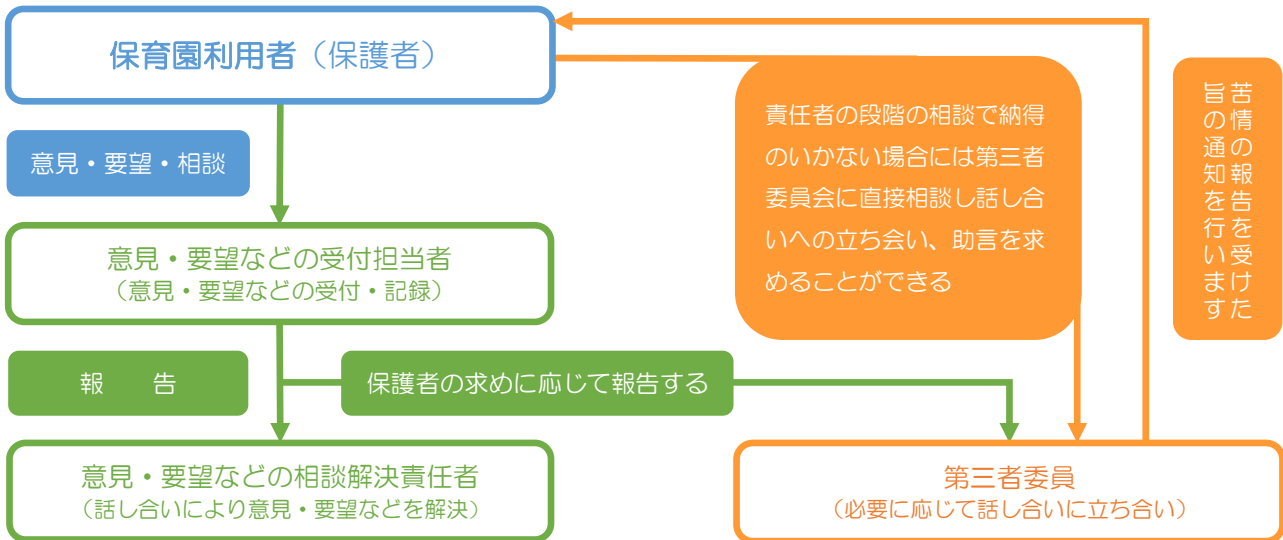 保育園利用者（保護者）
意見・要望・相談
意見・要望などの受付担当者
（意見・要望などの受付・記録）
報　　告
保護者の求めに応じて報告する
意見・要望などの相談解決責任者
（話し合いにより意見・要望などを解決）
責任者の段階の相談で納得
のいかない場合には第三者
委員会に直接相談し話し合
いへの立ち会い、助言を求
めることができる
苦情の報告を受けた
旨の通知を行います
第三者委員
（必要に応じて話し合いに立ち合い）